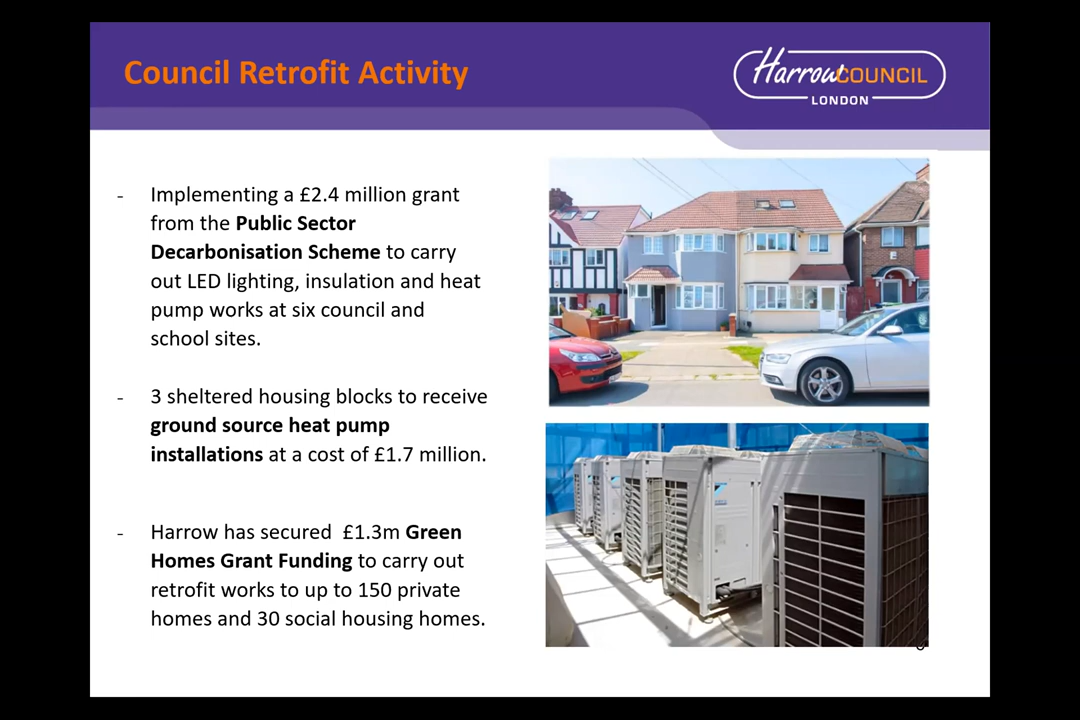 Council Retrofit Activity
HarrowCOUNCIL
LONDON
- Implementing a £2.4 million grant
from the Public Sector
Decarbonisation Scheme to carry
out LED lighting, insulation and heat
pump works at six council and
school sites.
- 3 sheltered housing blocks to receive
ground source heat pump
installations at a cost of £1.7 million.
- Harrow has secured £1.3m Green
Homes Grant Funding to carry out
retrofit works to up to 150 private
homes and 30 social housing homes.